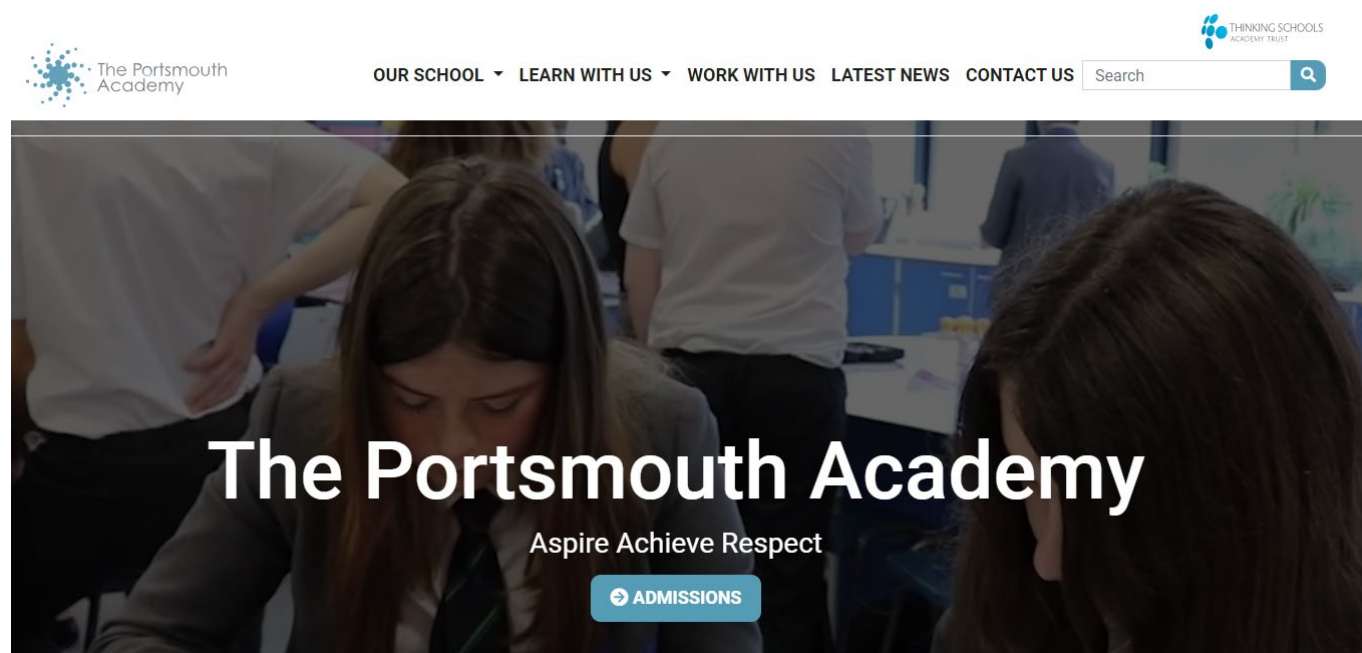 THINKING SCHOOLS
ACADEMY TRUST
The Portsmouth
Academy
OUR SCHOOL LEARN WITH US WORK WITH US LATEST NEWS CONTACT US Search
The Portsmouth Academy
Aspire Achieve Respect
ADMISSIONS